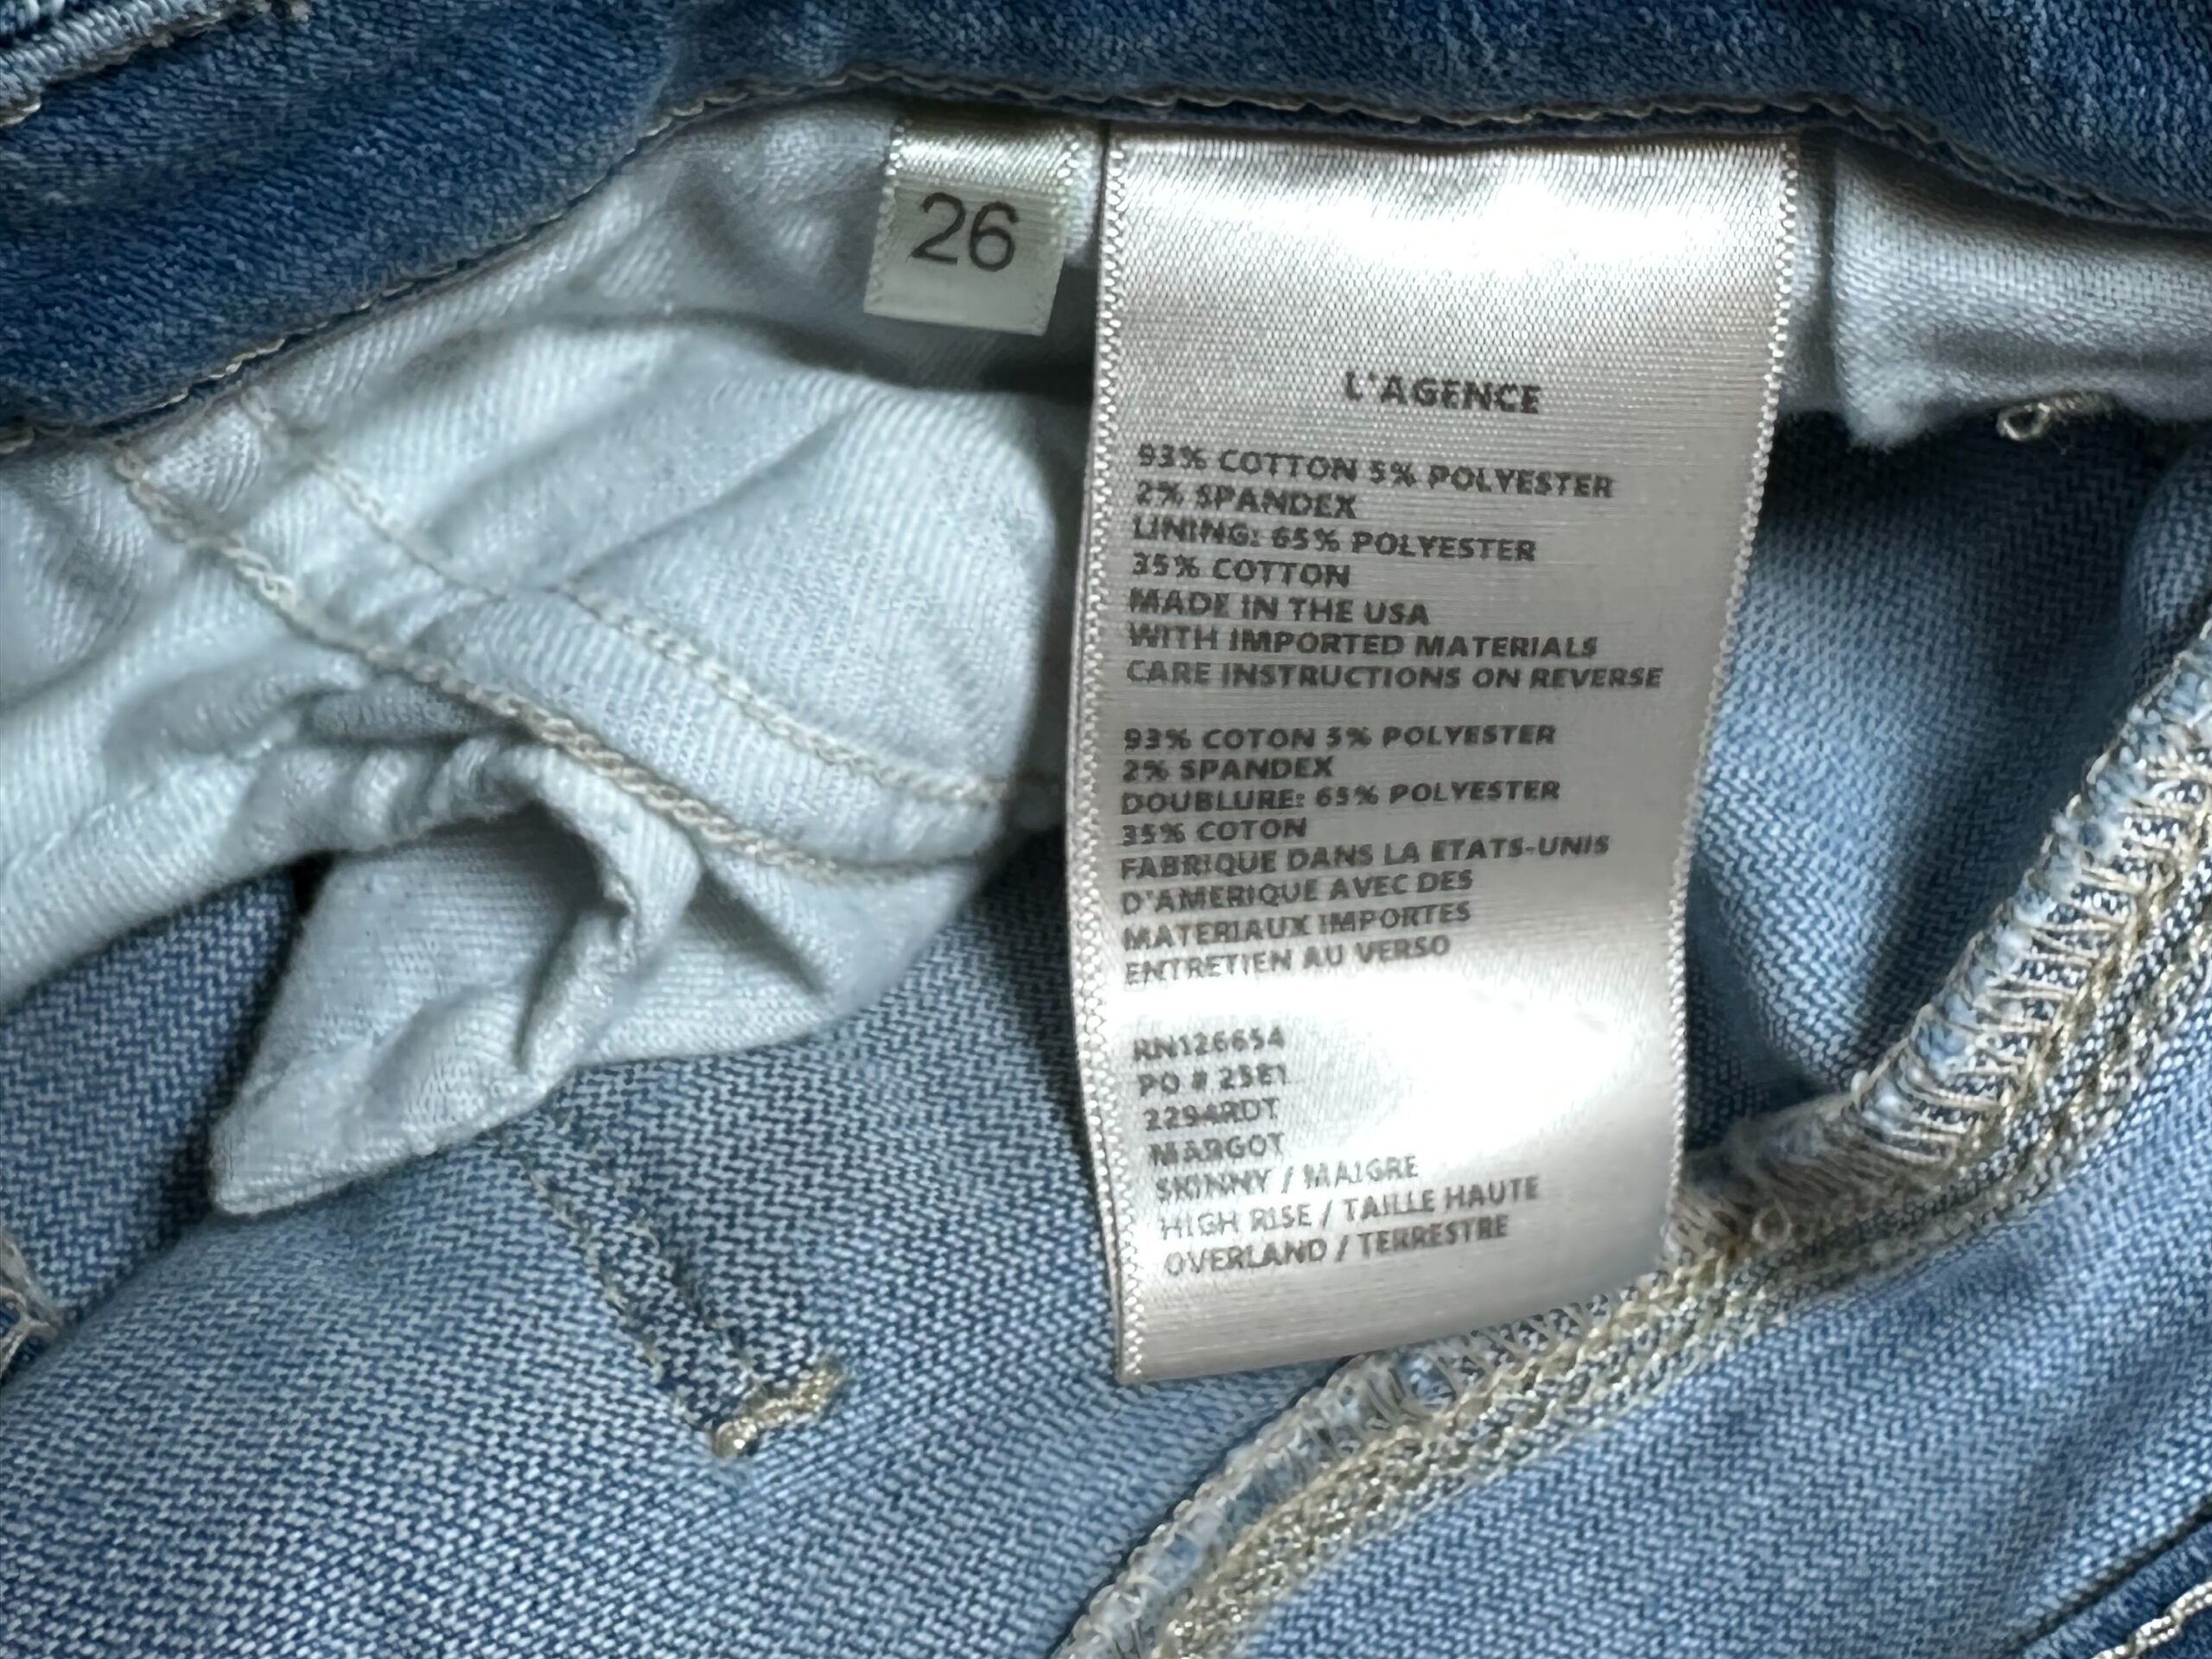 26
L'AGENCE
93% COTTON 5% POLYESTER
2% SPANDEX
LINING: 65% POLYESTER
35% COTTON
MADE IN THE USA
WITH IMPORTED MATERIALS
CARE INSTRUCTIONS ON REVERSE
93% COTON 5% POLYESTER
2% SPANDEX
DOUBLURE: 65% POLYESTER
35% COTON
FABRIQUE DANS LA ETATS-UNIS
D'AMERIQUE AVEC DES
MATERIAUX IMPORTES
ENTRETIEN AU VERSO
RN126654
PO # 25E1
2294RDT
MARGOT
SKINNY / MAIGRE
HIGH RISE / TAILLE HAUTE
OVERLAND / TERRESTRE